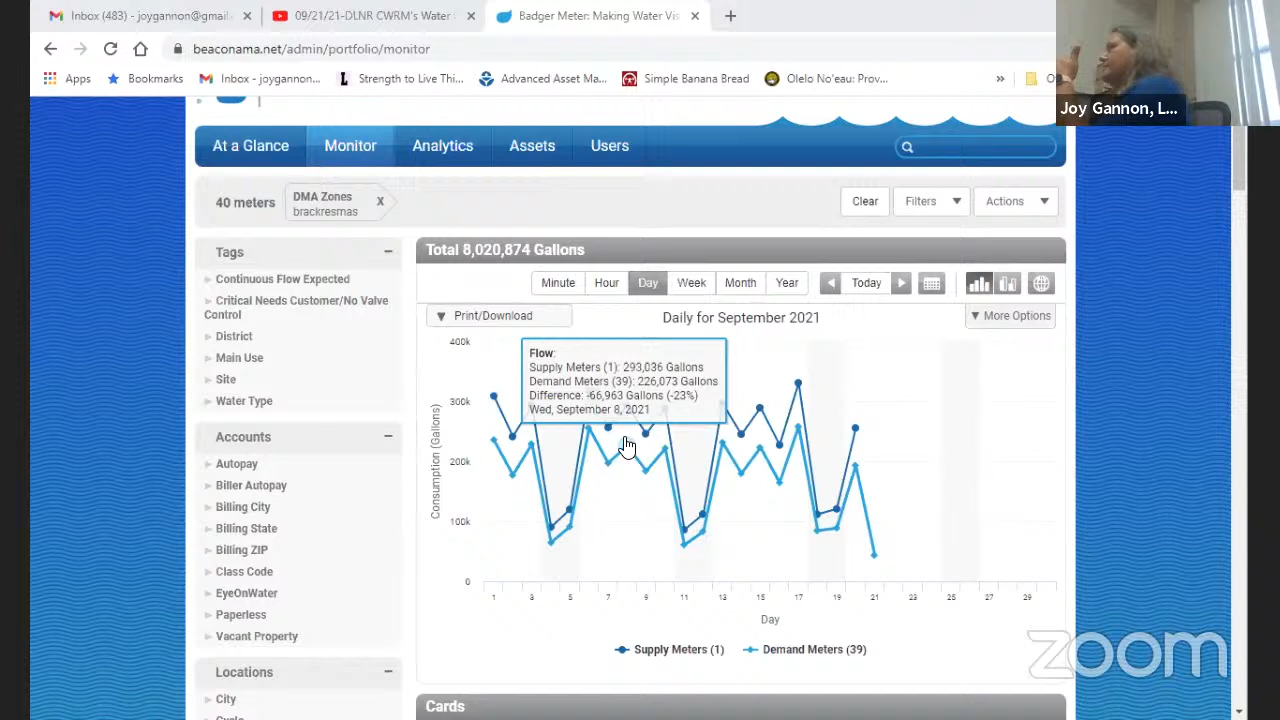 Inbox (483) - joygannon@gmail
09/21/21-DLNR CWRM's Water
Badger Meter: Making Water Vis
beaconama.net/admin/portfolio/monitor
Apps
Bookmarks
Inbox - joygannon...
Strength to Live Thi...
Advanced Asset Ma...
Simple Banana Bread
Olelo No'eau: Prov...
»
Joy Gannon, L...
At a Glance
Monitor
Analytics
Assets
Users
40 meters
DMA Zones
brackresmas
X
Clear
Filters
Actions
Tags
Continuous Flow Expected
Critical Needs Customer/No Valve
Control
District
Main Use
Site
Water Type
Accounts
Autopay
Biller Autopay
Billing City
Billing State
Billing ZIP
Class Code
EyeOnWater
Paperless
Vacant Property
Locations
City
Total 8,020,874 Gallons
Minute
Hour
Day
Week
Month
Year
Today
Print/Download
Daily for September 2021
More Options
Flow:
Supply Meters (1): 293,036 Gallons
Demand Meters (39): 226,073 Gallons
Difference: -66,963 Gallons (-23%)
Wed, September 8, 2021
Consumption (Gallons)
400k
300k
200k
100k
0
1 3 5 7 9 11 13 15 17 19 21 23 25 27 29
Day
Supply Meters (1)
Demand Meters (39)
Cards
zoom